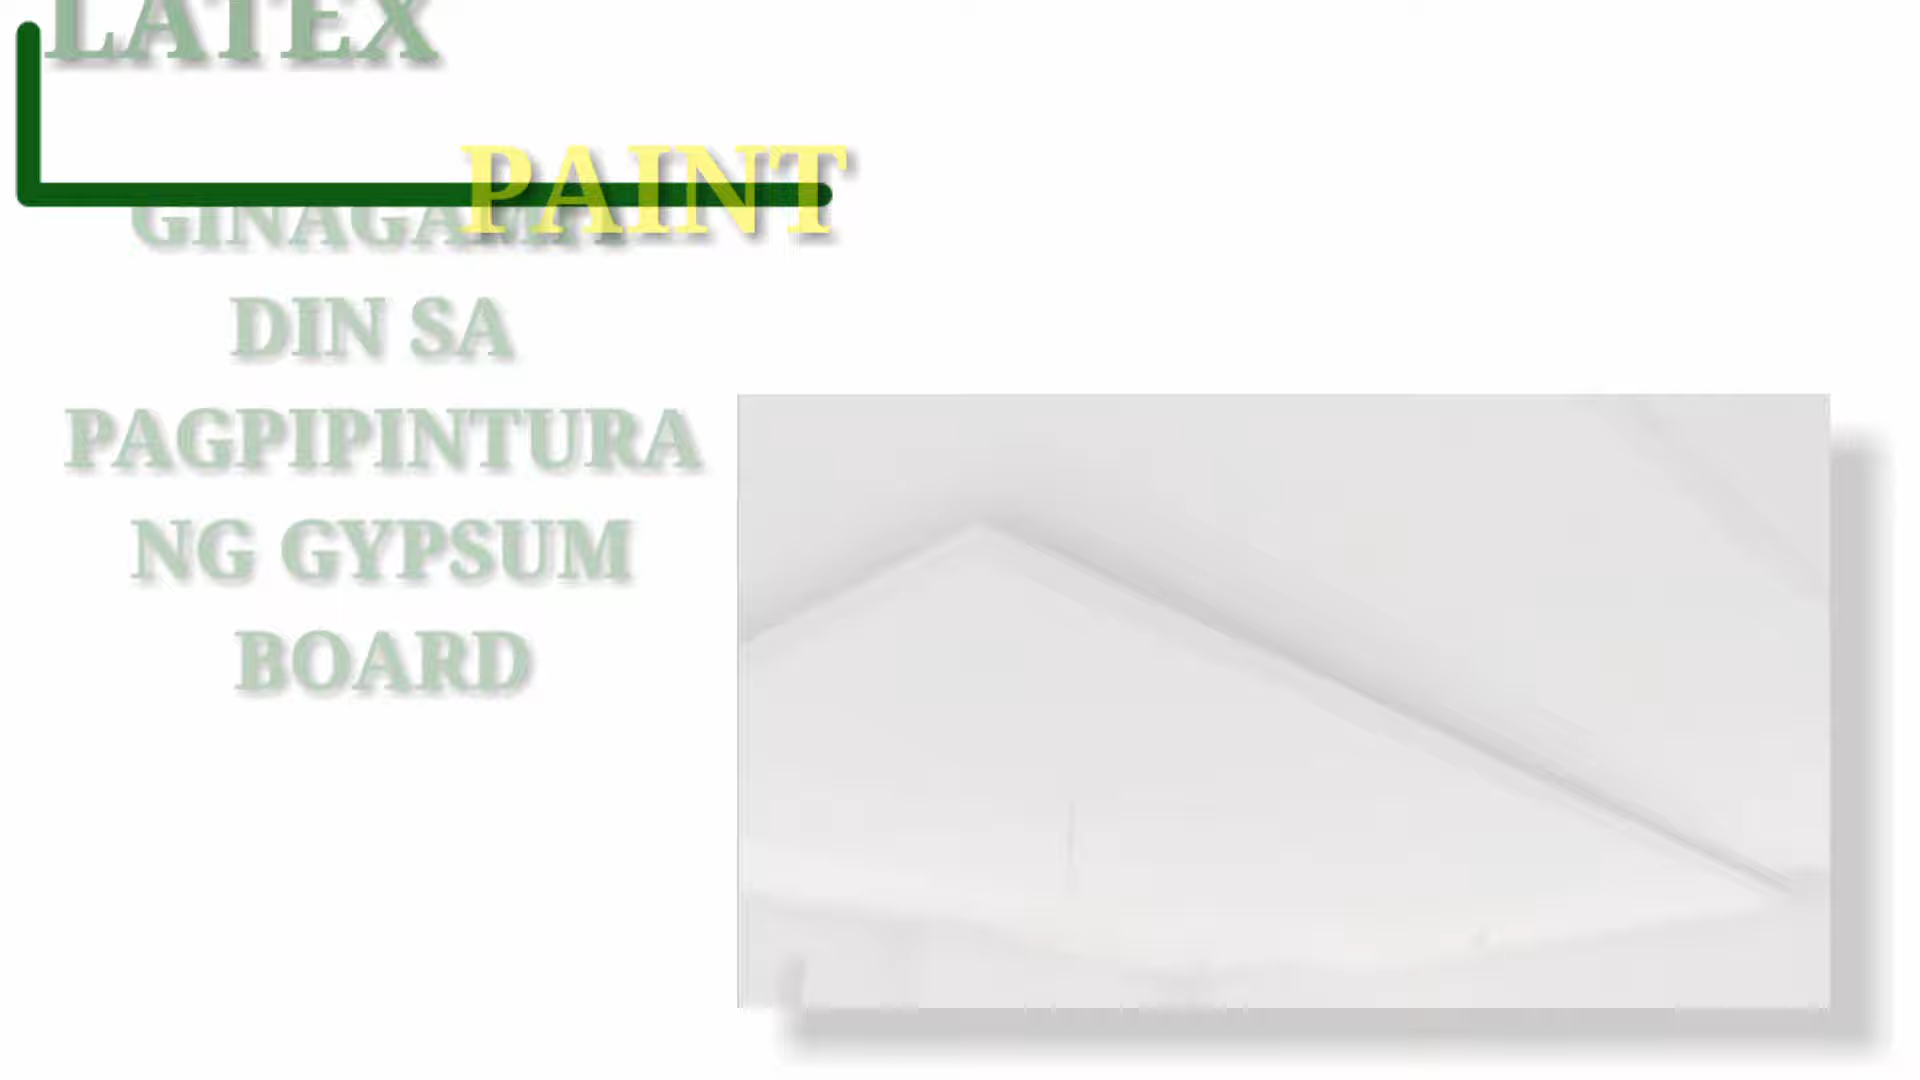 LATEX
PAINT
DIN SA
PAGPIPINTURA
NG GYPSUM
BOARD